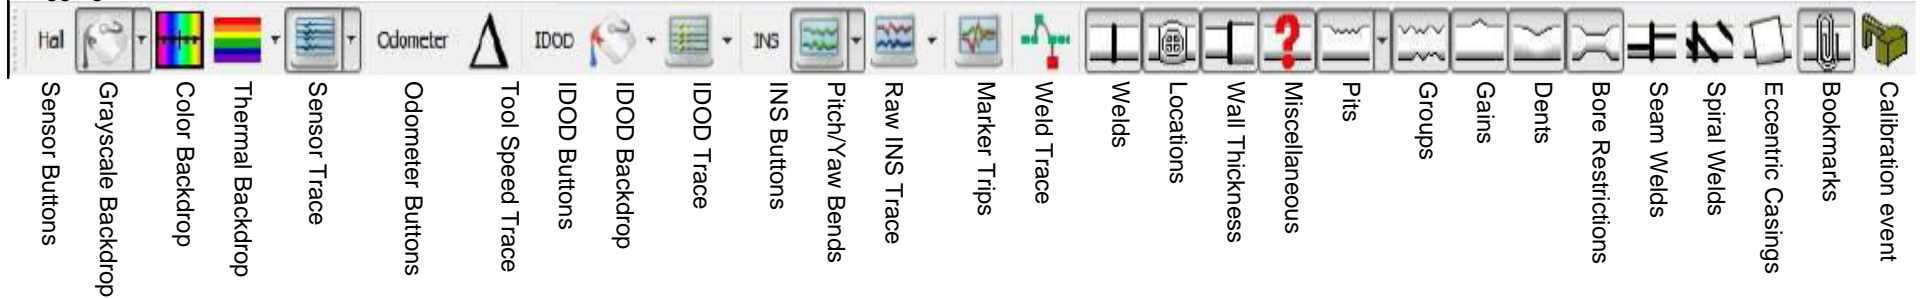 Hall
Odometer
IDOD
INS
?
Sensor Buttons
Grayscale Backdrop
Color Backdrop
Thermal Backdrop
Sensor Trace
Odometer Buttons
Tool Speed Trace
IDOD Buttons
IDOD Backdrop
IDOD Trace
INS Buttons
Pitch/Yaw Bends
Raw INS Trace
Marker Trips
Weld Trace
Welds
Locations
Wall Thickness
Miscellaneous
Pits
Groups
Gains
Dents
Bore Restrictions
Seam Welds
Spiral Welds
Eccentric Casings
Bookmarks
Calibration event